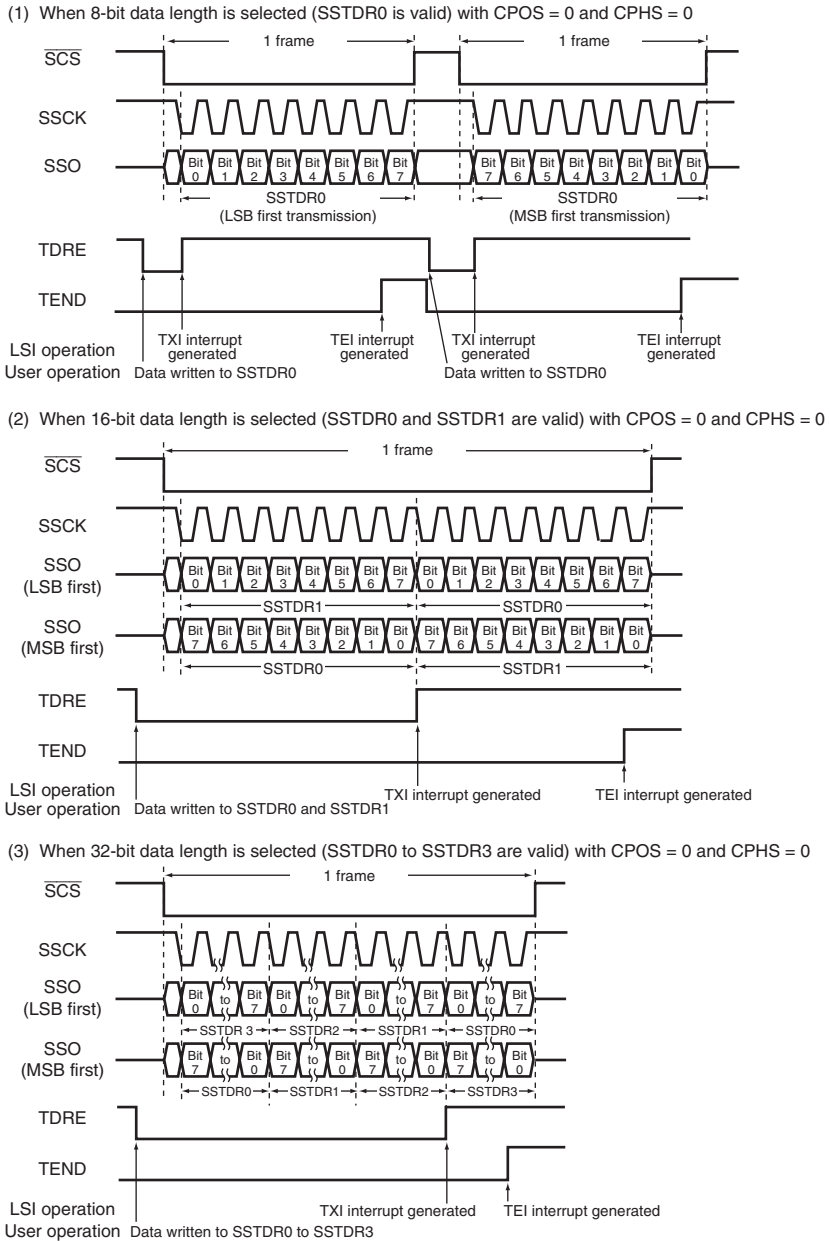 (1) When 8-bit data length is selected (SSTDR0 is valid) with CPOS = 0 and CPHS = 0
1 frame 1 frame
SCS
SSCK
SSO Bit 0 Bit 1 Bit 2 Bit 3 Bit 4 Bit 5 Bit 6 Bit 7 Bit 7 Bit 6 Bit 5 Bit 4 Bit 3 Bit 2 Bit 1 Bit 0
SSTDR0 SSTDR0
(LSB first transmission) (MSB first transmission)
TDRE
TEND
LSI operation TXI interrupt generated TEI interrupt generated TXI interrupt generated TEI interrupt generated
User operation Data written to SSTDR0 Data written to SSTDR0
(2) When 16-bit data length is selected (SSTDR0 and SSTDR1 are valid) with CPOS = 0 and CPHS = 0
1 frame
SCS
SSCK
SSO (LSB first) Bit 0 Bit 1 Bit 2 Bit 3 Bit 4 Bit 5 Bit 6 Bit 7 Bit 0 Bit 1 Bit 2 Bit 3 Bit 4 Bit 5 Bit 6 Bit 7
SSTDR1 SSTDR0
SSO (MSB first) Bit 7 Bit 6 Bit 5 Bit 4 Bit 3 Bit 2 Bit 1 Bit 0 Bit 7 Bit 6 Bit 5 Bit 4 Bit 3 Bit 2 Bit 1 Bit 0
SSTDR0 SSTDR1
TDRE
TEND
LSI operation TXI interrupt generated TEI interrupt generated
User operation Data written to SSTDR0 and SSTDR1
(3) When 32-bit data length is selected (SSTDR0 to SSTDR3 are valid) with CPOS = 0 and CPHS = 0
1 frame
SCS
SSCK
SSO (LSB first) Bit 0 to Bit 7 Bit 0 to Bit 7 Bit 0 to Bit 7 Bit 0 to Bit 7
SSTDR 3 SSTDR2 SSTDR1 SSTDR0
SSO (MSB first) Bit 7 to Bit 0 Bit 7 to Bit 0 Bit 7 to Bit 0 Bit 7 to Bit 0
SSTDR0 SSTDR1 SSTDR2 SSTDR3
TDRE
TEND
LSI operation TXI interrupt generated TEI interrupt generated
User operation Data written to SSTDR0 to SSTDR3